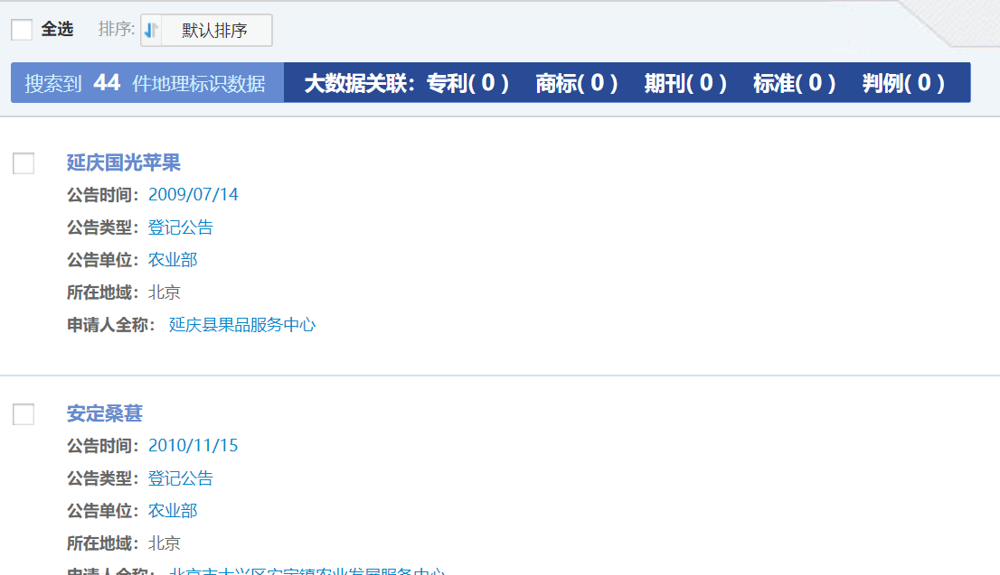 全选 排序: 默认排序
搜索到 44 件地理标识数据 大数据关联：专利( 0 ) 商标( 0 ) 期刊( 0 ) 标准( 0 ) 判例( 0 )
延庆国光苹果
公告时间：2009/07/14
公告类型：登记公告
公告单位：农业部
所在地域：北京
申请人全称： 延庆县果品服务中心
安定桑葚
公告时间：2010/11/15
公告类型：登记公告
公告单位：农业部
所在地域：北京
申请人全称： 北京市大兴区安定镇农业发展服务中心